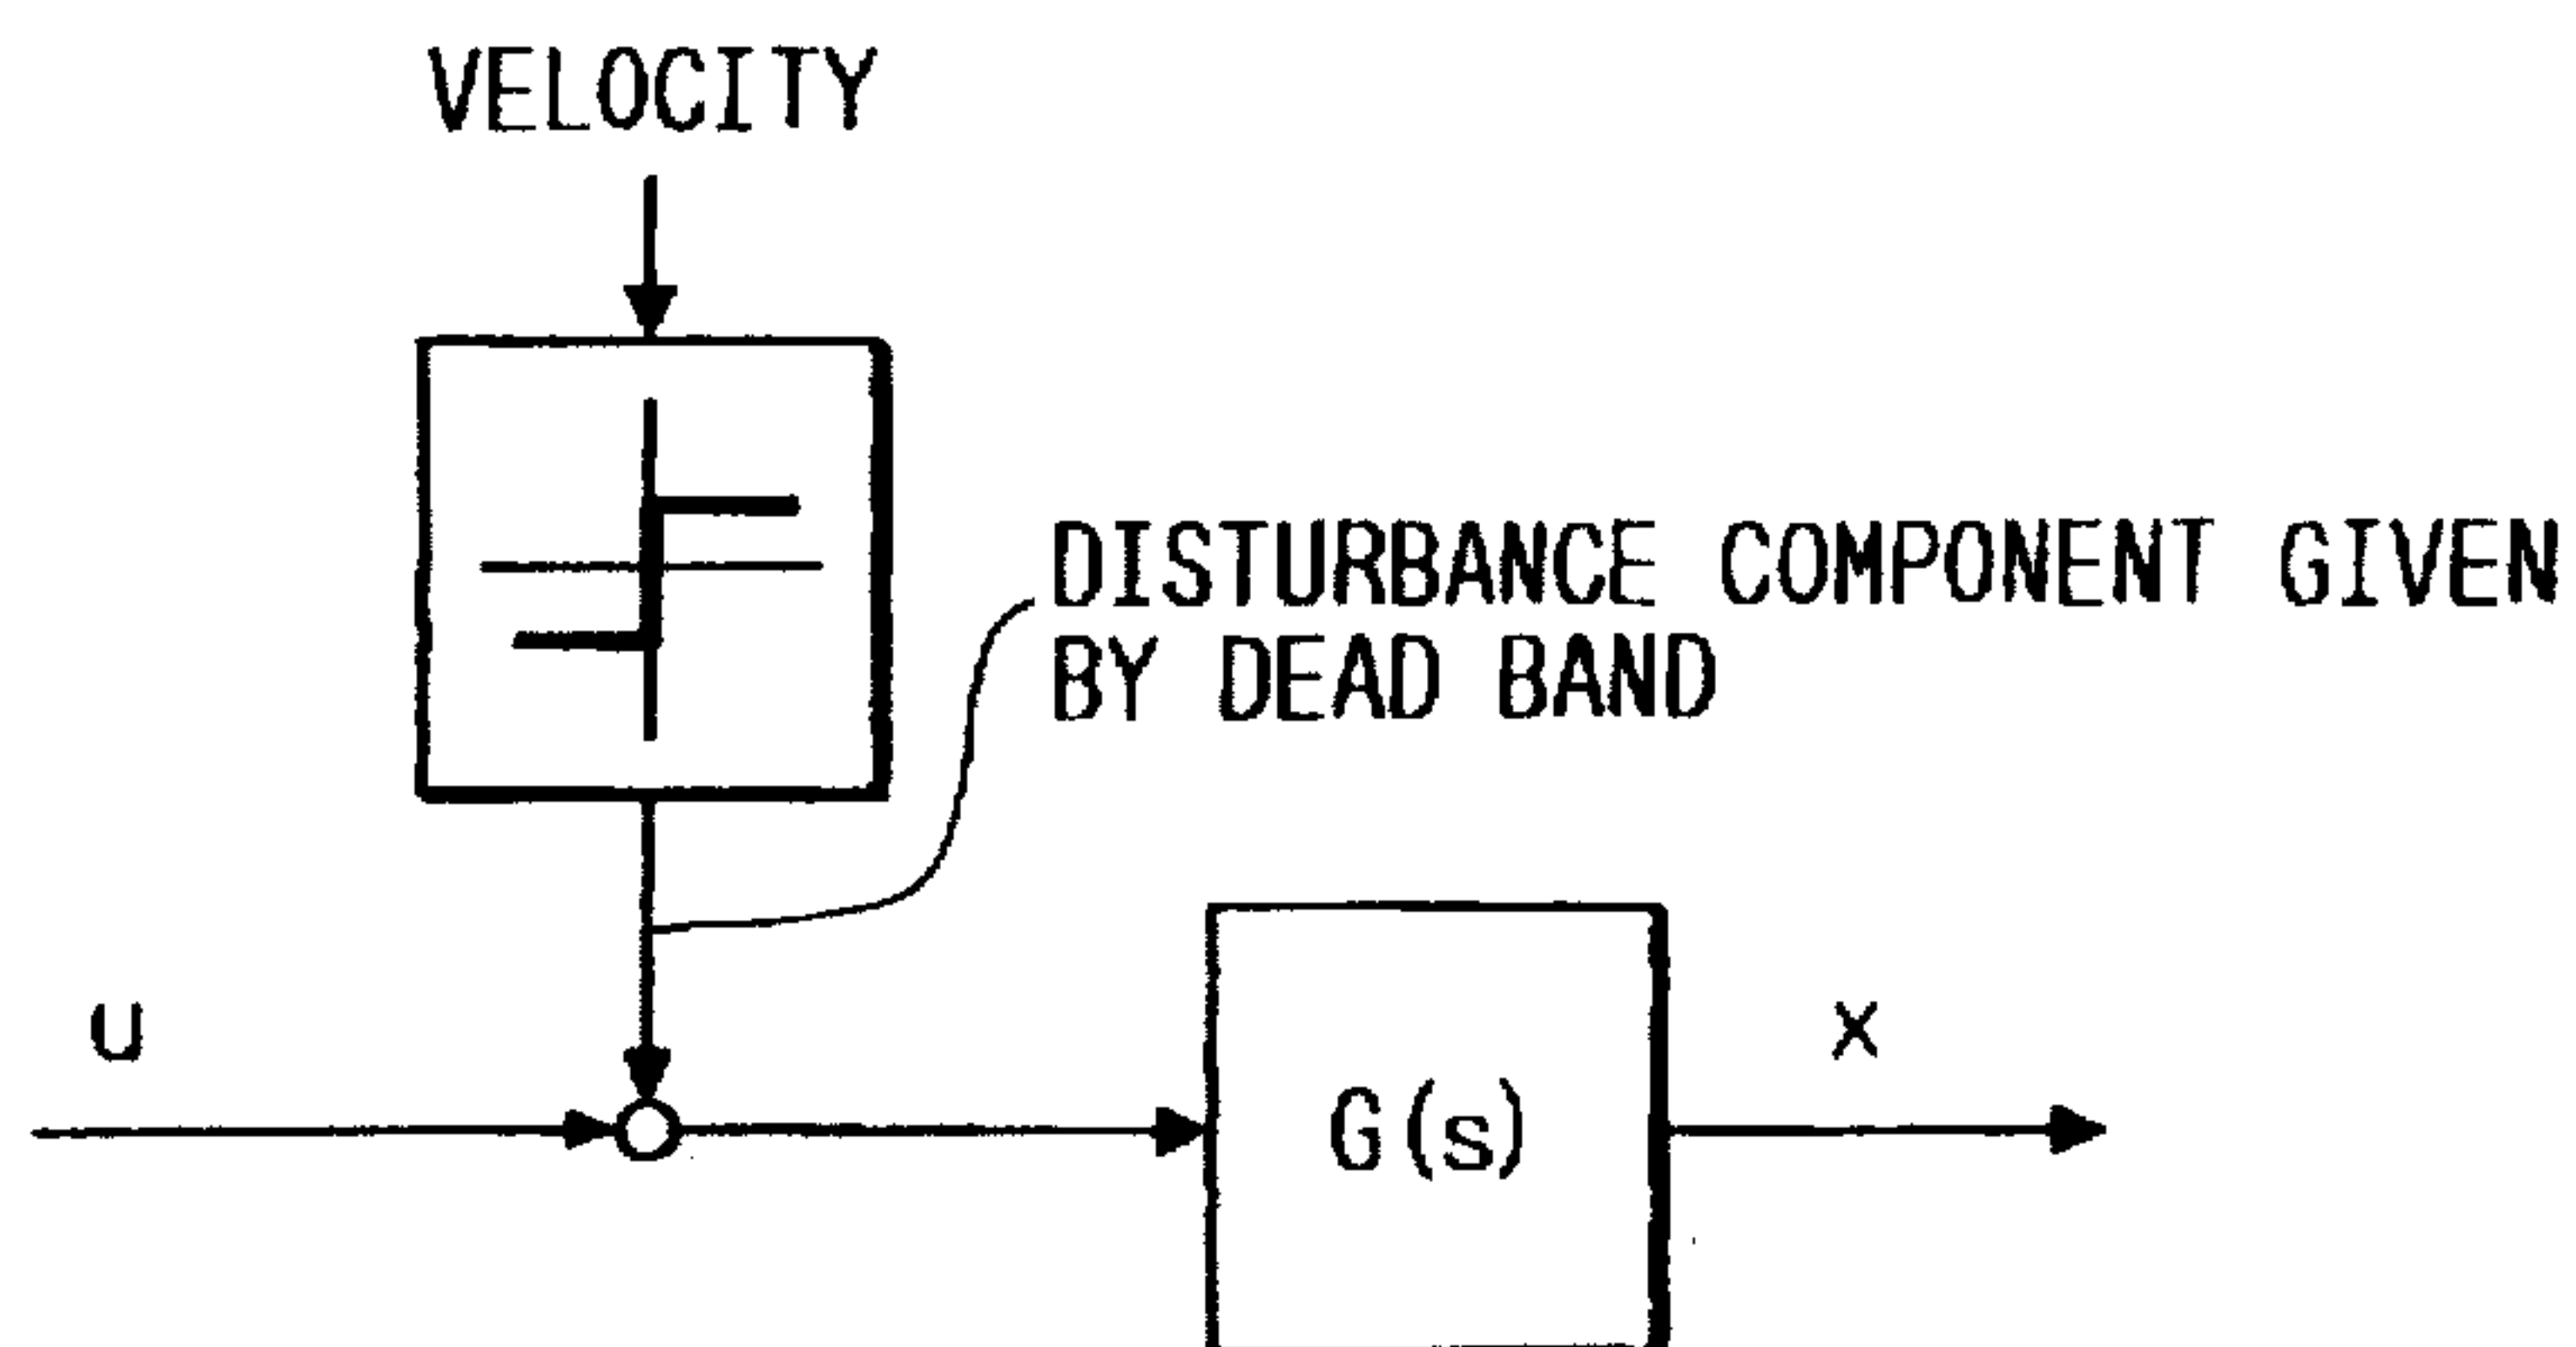 VELOCITY
DISTURBANCE COMPONENT GIVEN
BY DEAD BAND
U
G(s)
x